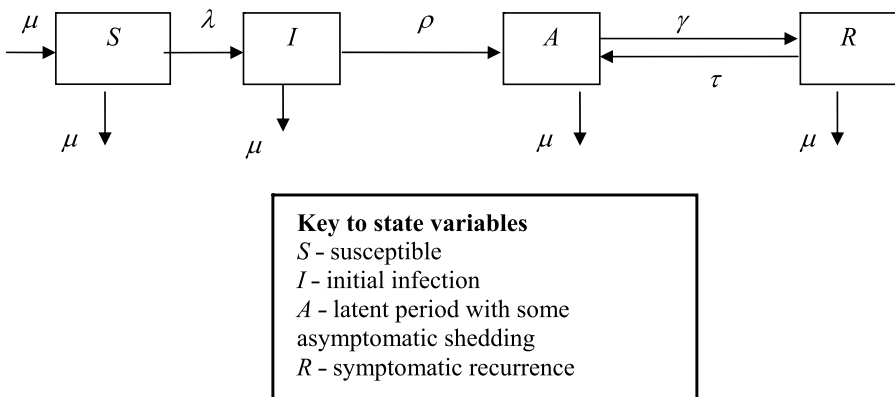 μ
S
λ
I
ρ
A
γ
τ
R
μ
μ
μ
μ
Key to state variables
S - susceptible
I - initial infection
A - latent period with some
asymptomatic shedding
R - symptomatic recurrence